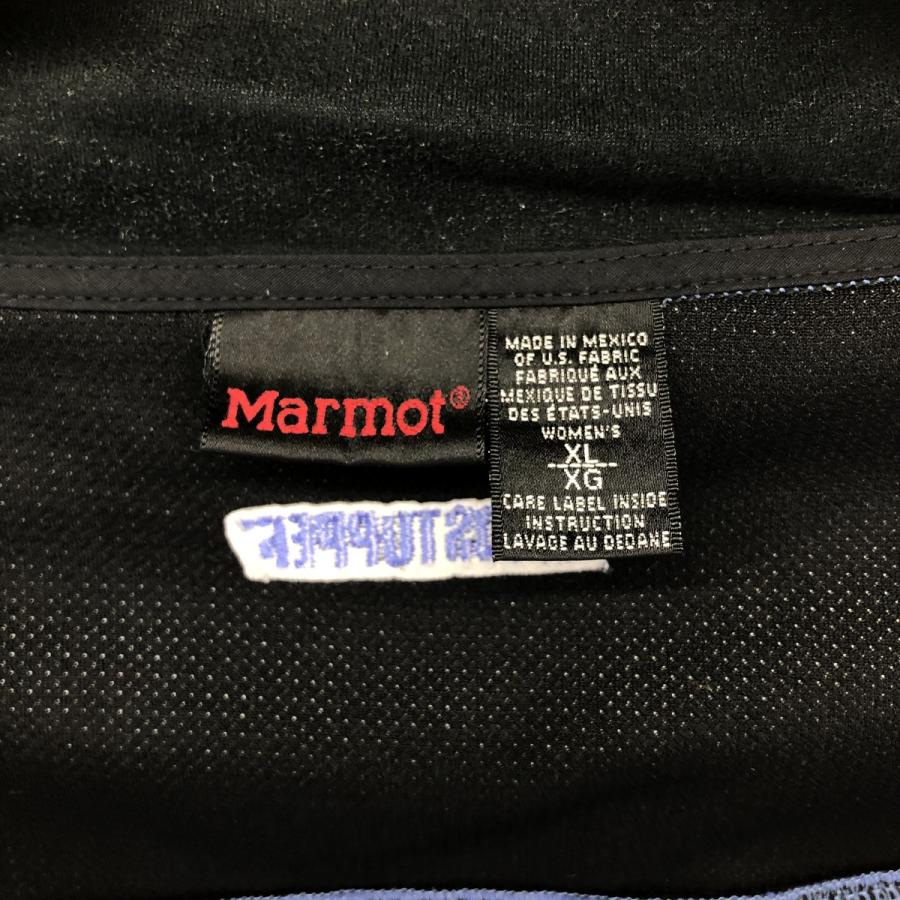 Marmot®
MADE IN MEXICO
OF U.S. FABRIC
FABRIQUÉ AUX
MEXIQUE DE TISSU
DES ÉTATS-UNIS
WOMEN'S
XL
XG
CARE LABEL INSIDE
INSTRUCTION
LAVAGE AU DEDANE